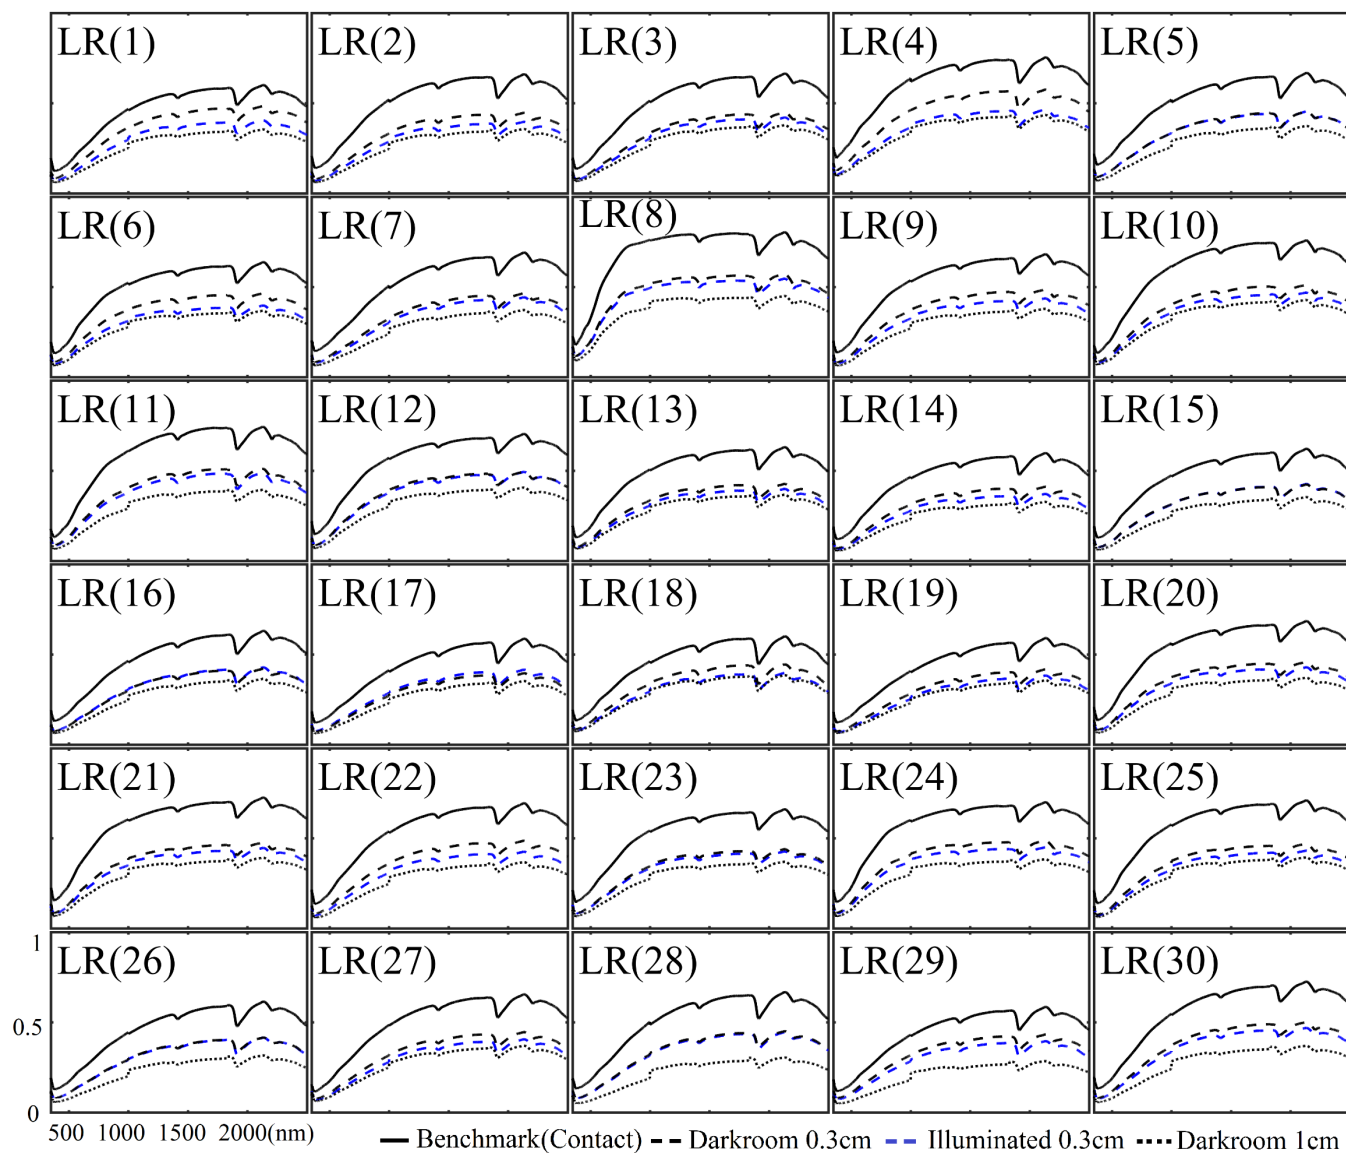 LR(1) LR(2) LR(3) LR(4) LR(5)
LR(6) LR(7) LR(8) LR(9) LR(10)
LR(11) LR(12) LR(13) LR(14) LR(15)
LR(16) LR(17) LR(18) LR(19) LR(20)
LR(21) LR(22) LR(23) LR(24) LR(25)
1
LR(26) LR(27) LR(28) LR(29) LR(30)
0.5
0
500 1000 1500 2000(nm)
Benchmark(Contact) Darkroom 0.3cm Illuminated 0.3cm Darkroom 1cm